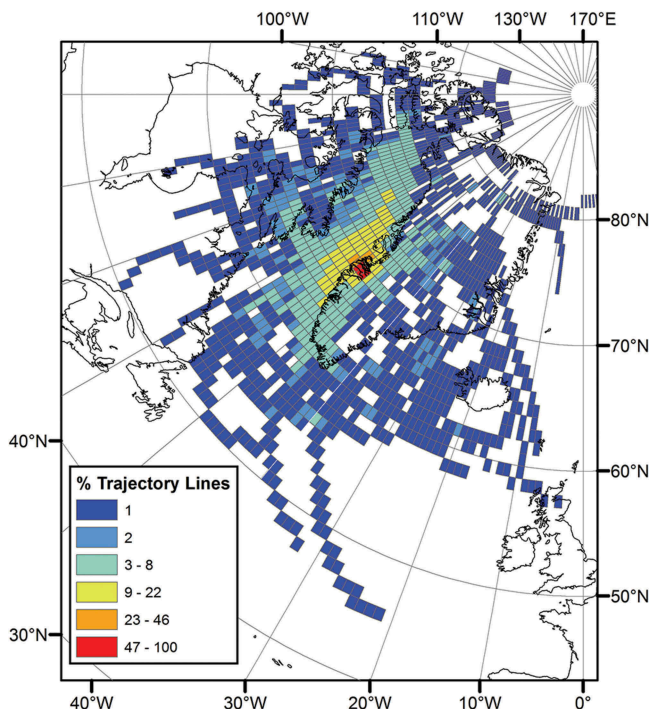 100°W 110°W 130°W 170°E
80°N
70°N
40°N
60°N
% Trajectory Lines
1
2
3 - 8
9 - 22
23 - 46
47 - 100
50°N
30°N
40°W 30°W 20°W 10°W 0°